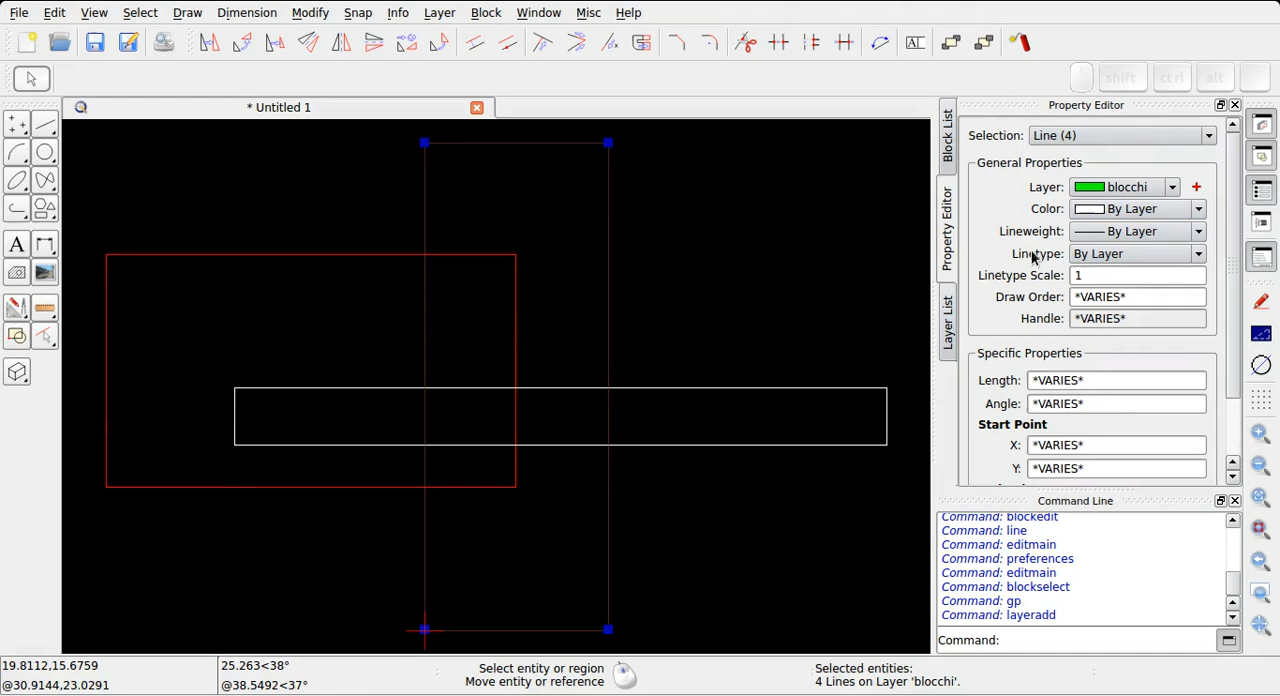 File Edit View Select Draw Dimension Modify Snap Info Layer Block Window Misc Help
shift ctrl alt
* Untitled 1
Block List
Property Editor
Layer List
Property Editor
Selection: Line (4)
General Properties
Layer: blocchi
Color: By Layer
Lineweight: By Layer
Linetype: By Layer
Linetype Scale: 1
Draw Order: *VARIES*
Handle: *VARIES*
Specific Properties
Length: *VARIES*
Angle: *VARIES*
Start Point
X: *VARIES*
Y: *VARIES*
Command Line
Command: blockedit
Command: line
Command: editmain
Command: preferences
Command: editmain
Command: blockselect
Command: gp
Command: layeradd
Command:
19.8112,15.6759
@30.9144,23.0291
25.263<38°
@38.5492<37°
Select entity or region
Move entity or reference
Selected entities:
4 Lines on Layer 'blocchi'.